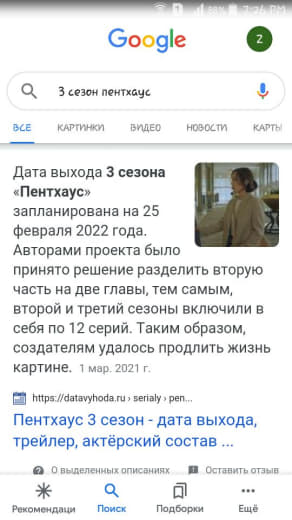 88% 7:24 PM
Google
Z
3 сезон пентхаус
ВСЕ КАРТИНКИ ВИДЕО НОВОСТИ КАРТЫ
Дата выхода 3 сезона
«Пентхаус»
запланирована на 25
февраля 2022 года.
Авторами проекта было
принято решение разделить вторую
часть на две главы, тем самым,
второй и третий сезоны включили в
себя по 12 серий. Таким образом,
создателям удалось продлить жизнь
картине. 1 мар. 2021 г.
https://datavyhoda.ru › serialy › pen...
Пентхаус 3 сезон - дата выхода,
трейлер, актёрский состав ...
О выделенных описаниях Оставить отзыв
Рекомендаци Поиск Подборки Ещё